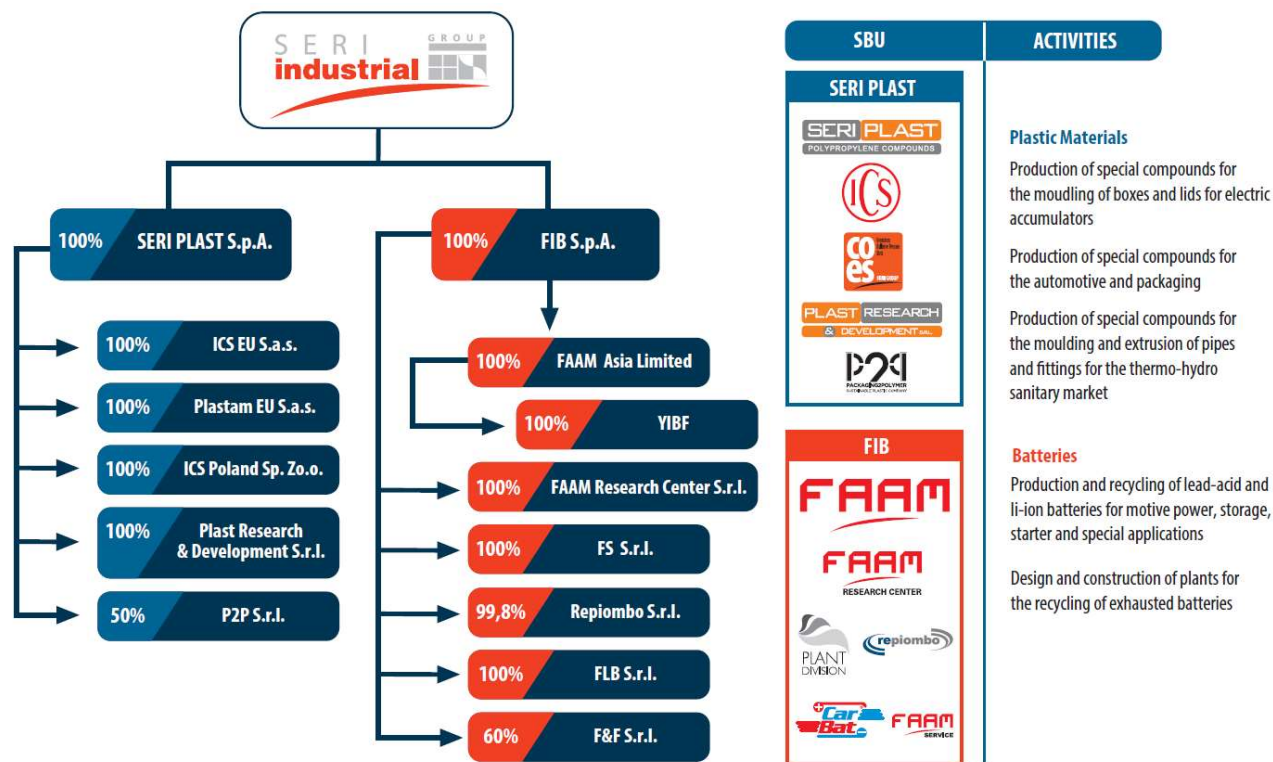 SERI GROUP
industrial
100% SERI PLAST S.p.A.
100% ICS EU S.a.s.
100% Plastam EU S.a.s.
100% ICS Poland Sp. Zo.o.
100% Plast Research
& Development S.r.l.
50% P2P S.r.l.
100% FIB S.p.A.
100% FAAM Asia Limited
100% YIBF
100% FAAM Research Center S.r.l.
100% FS S.r.l.
99,8% Repiombo S.r.l.
100% FLB S.r.l.
60% F&F S.r.l.
SBU
ACTIVITIES
SERI PLAST
SERI PLAST
POLYPROPYLENE COMPOUNDS
ICS
co
es
PLAST RESEARCH
& DEVELOPMENT S.R.L.
P2P
PACKAGING2POLYMER
Plastic Materials
Production of special compounds for
the moudling of boxes and lids for electric
accumulators
Production of special compounds for
the automotive and packaging
Production of special compounds for
the moulding and extrusion of pipes
and fittings for the thermo-hydro
sanitary market
FIB
FAAM
FAAM
RESEARCH CENTER
PLANT
DIVISION
repiombo
Car
Bat
FAAM
SERVICE
Batteries
Production and recycling of lead-acid and
li-ion batteries for motive power, storage,
starter and special applications
Design and construction of plants for
the recycling of exhausted batteries